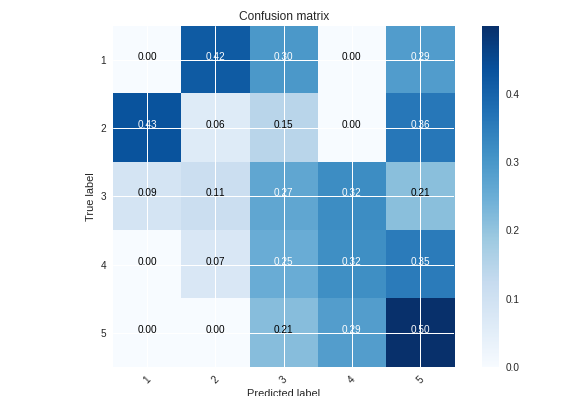 Confusion matrix
True label
1 0.00 0.42 0.30 0.00 0.29
2 0.43 0.06 0.15 0.00 0.36
3 0.09 0.11 0.27 0.32 0.21
4 0.00 0.07 0.25 0.32 0.35
5 0.00 0.00 0.21 0.29 0.50
1 2 3 4 5
Predicted label
0.4
0.3
0.2
0.1
0.0